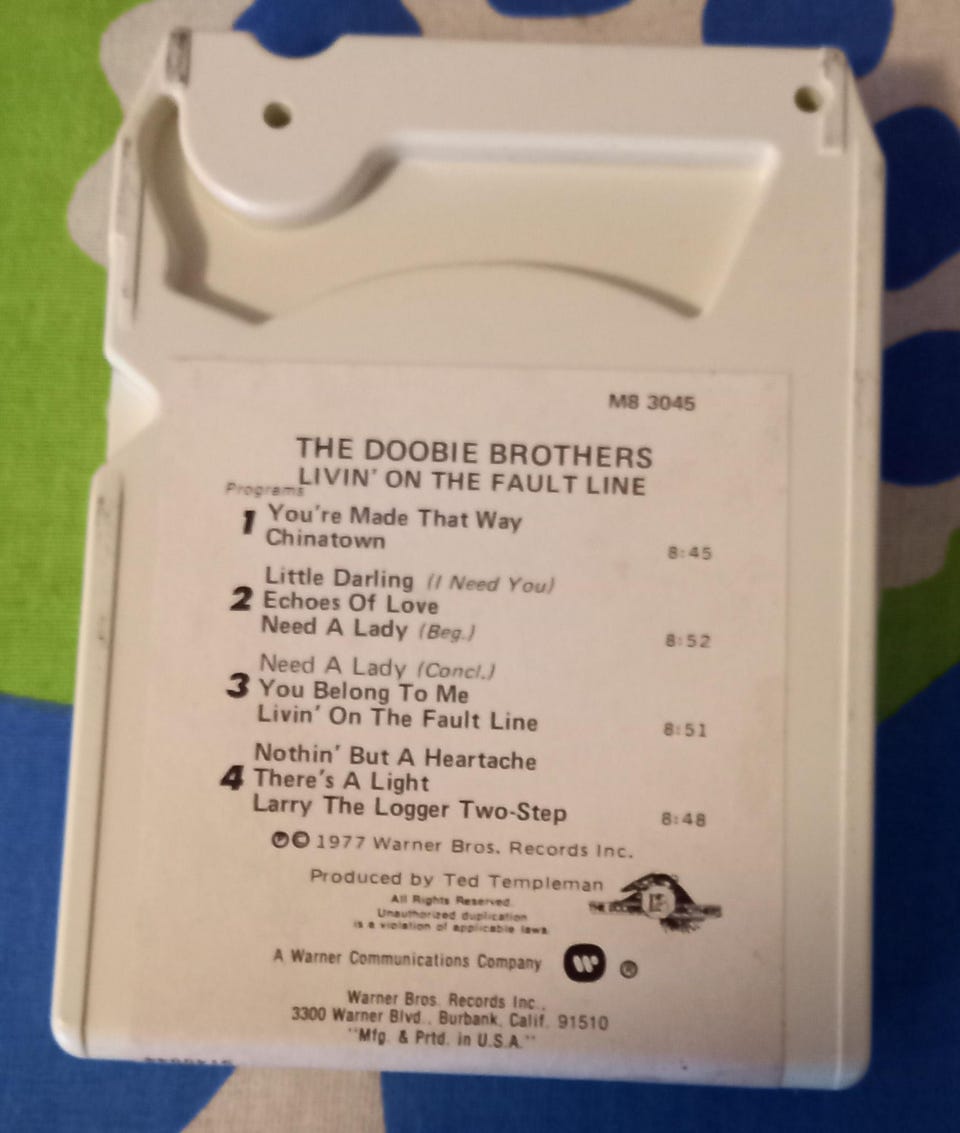 M8 3045
THE DOOBIE BROTHERS
LIVIN' ON THE FAULT LINE
Programs
1 You're Made That Way
Chinatown 8:45
Little Darling (I Need You)
2 Echoes Of Love
Need A Lady (Beg.) 8:52
Need A Lady (Concl.)
3 You Belong To Me
Livin' On The Fault Line 8:51
Nothin' But A Heartache
4 There's A Light
Larry The Logger Two-Step 8:48
℗© 1977 Warner Bros. Records Inc.
Produced by Ted Templeman
All Rights Reserved.
Unauthorized duplication
is a violation of applicable laws.
A Warner Communications Company W ®
Warner Bros. Records Inc.,
3300 Warner Blvd., Burbank, Calif. 91510
"Mfg. & Prtd. in U.S.A."